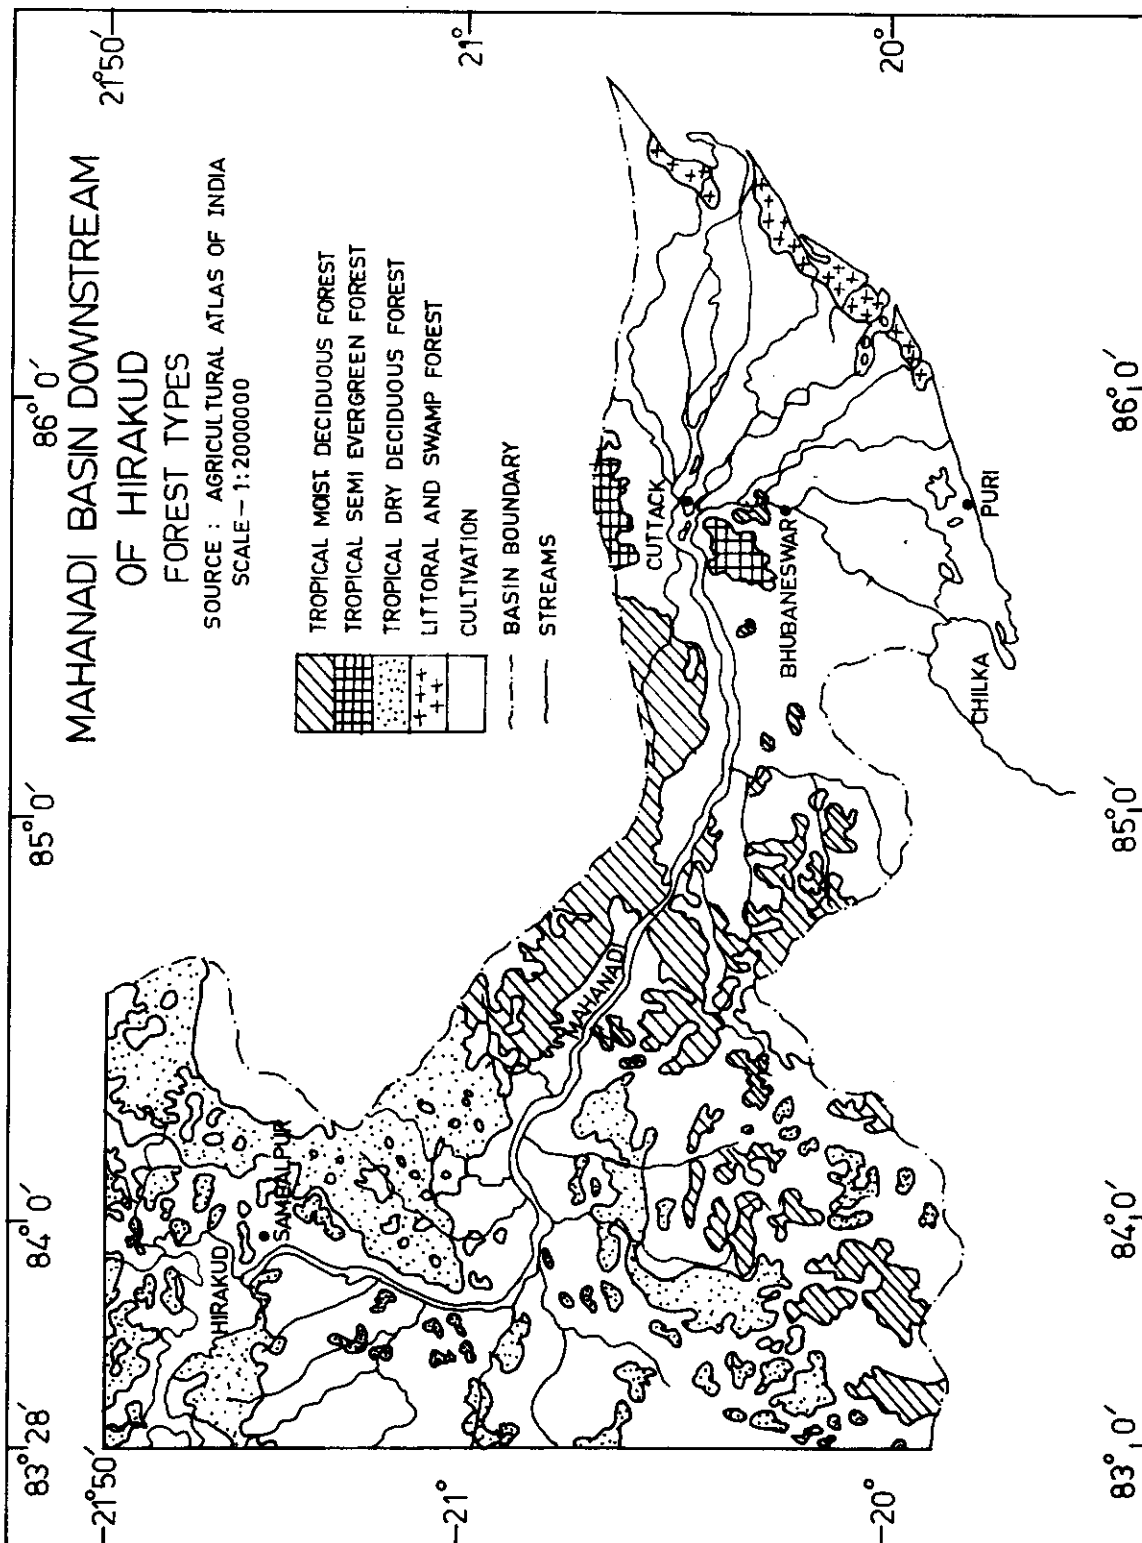 MAHANADI BASIN DOWNSTREAM
OF HIRAKUD
FOREST TYPES
SOURCE : AGRICULTURAL ATLAS OF INDIA
SCALE - 1:2000000
TROPICAL MOIST DECIDUOUS FOREST
TROPICAL SEMI EVERGREEN FOREST
TROPICAL DRY DECIDUOUS FOREST
LITTORAL AND SWAMP FOREST
CULTIVATION
BASIN BOUNDARY
STREAMS
83°28′
84°0′
85°0′
86°0′
21°50′
21°50′
21°
21°
20°
20°
HIRAKUD
SAMBALPUR
MAHANADI
CUTTACK
BHUBANESWAR
PURI
CHILKA
83°0′
84°0′
85°0′
86°0′